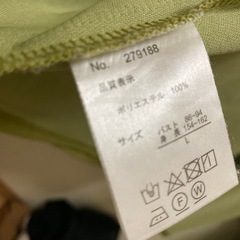 No. 279188
品質表示
ポリエステル 100%
サイズ
バスト 86-94
身長 154-162
L